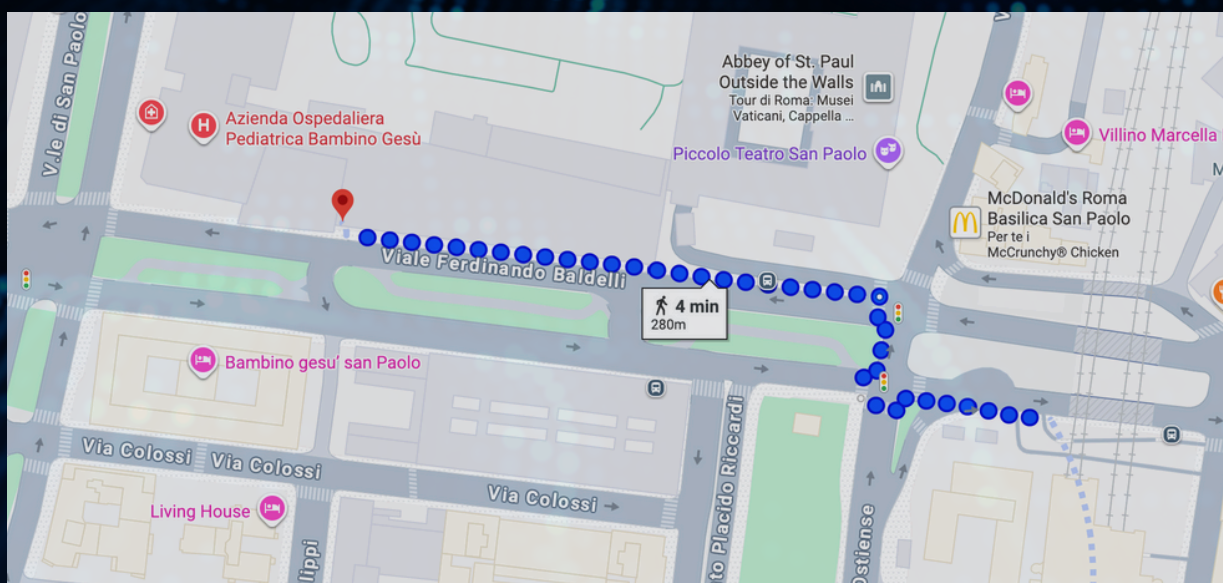 V.le di San Paolo
Azienda Ospedaliera
Pediatrica Bambino Gesù
H
Abbey of St. Paul
Outside the Walls
Tour di Roma: Musei
Vaticani, Cappella ...
Piccolo Teatro San Paolo
Villino Marcella
McDonald's Roma
Basilica San Paolo
Per te i
McCrunchy® Chicken
Viale Ferdinando Baldelli
4 min
280m
Bambino gesu' san Paolo
Via Colossi
Via Colossi
Via Colossi
Living House
Placido Riccardi
Ostiense